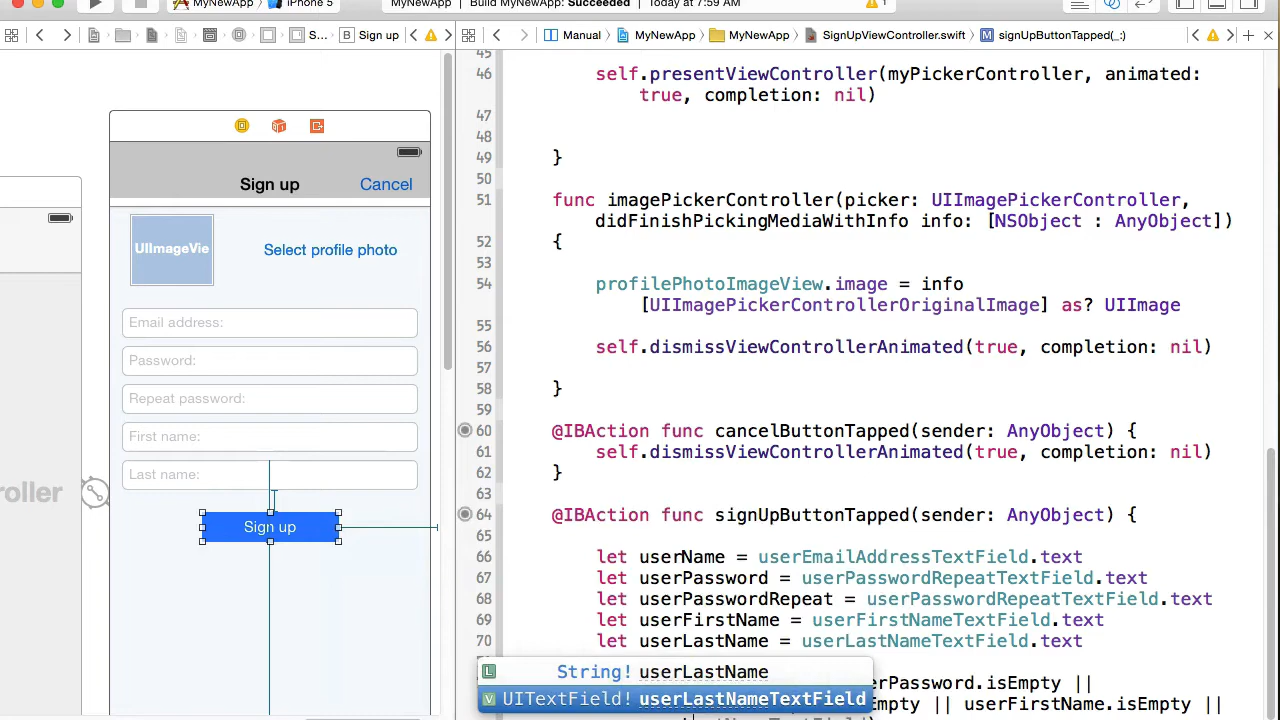 MyNewApp
iPhone 5
MyNewApp
Build MyNewApp: Succeeded
Today at 7:59 AM
1
S...
B Sign up
Manual
MyNewApp
MyNewApp
SignUpViewController.swift
M signUpButtonTapped(_:)
Sign up
Cancel
UIImageVie
Select profile photo
Email address:
Password:
Repeat password:
First name:
Last name:
Sign up
roller
45
46 self.presentViewController(myPickerController, animated:
true, completion: nil)
47
48
49 }
50
51 func imagePickerController(picker: UIImagePickerController,
didFinishPickingMediaWithInfo info: [NSObject : AnyObject])
52 {
53
54 profilePhotoImageView.image = info
[UIImagePickerControllerOriginalImage] as? UIImage
55
56 self.dismissViewControllerAnimated(true, completion: nil)
57
58 }
59
60 @IBAction func cancelButtonTapped(sender: AnyObject) {
61 self.dismissViewControllerAnimated(true, completion: nil)
62 }
63
64 @IBAction func signUpButtonTapped(sender: AnyObject) {
65
66 let userName = userEmailAddressTextField.text
67 let userPassword = userPasswordRepeatTextField.text
68 let userPasswordRepeat = userPasswordRepeatTextField.text
69 let userFirstName = userFirstNameTextField.text
70 let userLastName = userLastNameTextField.text
L String! userLastName
erPassword.isEmpty ||
V UITextField! userLastNameTextField
Empty || userFirstName.isEmpty ||